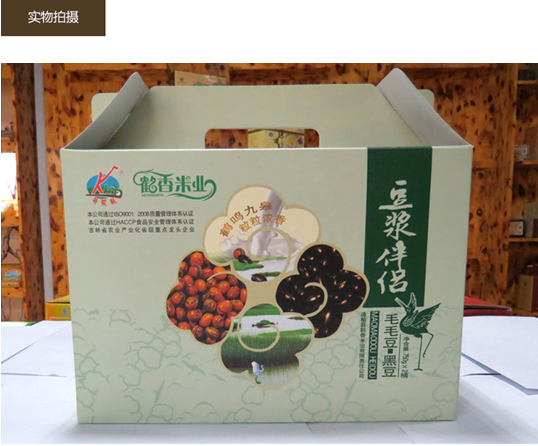 实物拍摄
鹤香米业
本公司通过ISO9001: 2008质量管理体系认证
本公司通过HACCP食品安全管理体系认证
吉林省农业产业化省级重点龙头企业
鹤鸣九皋
粒粒浓香
豆浆伴侣
毛毛豆 黑豆
MAOMAODOU HEIDOU